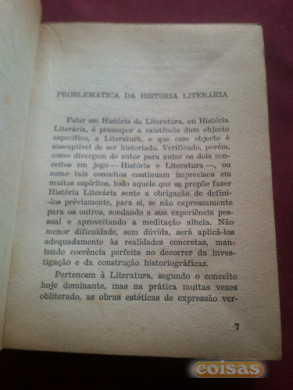 PROBLEMÁTICA DA HISTÓRIA LITERÁRIA
Falar em História da Literatura, ou História
Literária, é pressupor a existência dum objecto
específico, a Literatura, e que esse objecto é
susceptível de ser historiado. Verificado, porém,
como divergem de autor para autor os dois con-
ceitos em jogo — História e Literatura —, ou
como tais conceitos continuam imprecisos em
muitos espíritos, todo aquele que se propõe fazer
História Literária sente a obrigação de defini-
-los prèviamente, para si, se não expressamente
para os outros, sondando a sua experiência pes-
soal e aproveitando a meditação alheia. Não
menor dificuldade, sem dúvida, será aplicá-los
adequadamente às realidades concretas, man-
tendo coerência perfeita no decorrer da inves-
tigação e da construção historiográficas.
Pertencem à Literatura, segundo o conceito
hoje dominante, mas na prática muitas vezes
obliterado, as obras estéticas de expressão ver-
7
coisas